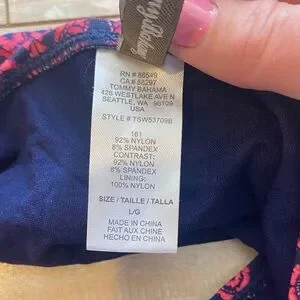 RN # 86549
CA # 58297
TOMMY BAHAMA
428 WESTLAKE AVE N
SEATTLE, WA 98109
USA
STYLE # TSW53709B
161
92% NYLON
8% SPANDEX
CONTRAST:
92% NYLON
8% SPANDEX
LINING:
100% NYLON
SIZE / TAILLE / TALLA
L/G
MADE IN CHINA
FAIT AUX CHINE
HECHO EN CHINA